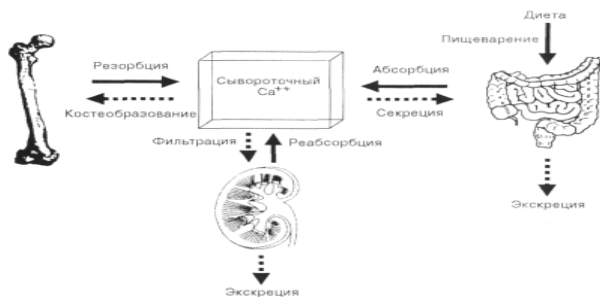 Диета
Пищеварение
Резорбция
Абсорбция
Сывороточный
Ca++
Костеобразование
Секреция
Фильтрация
Реабсорбция
Экскреция
Экскреция